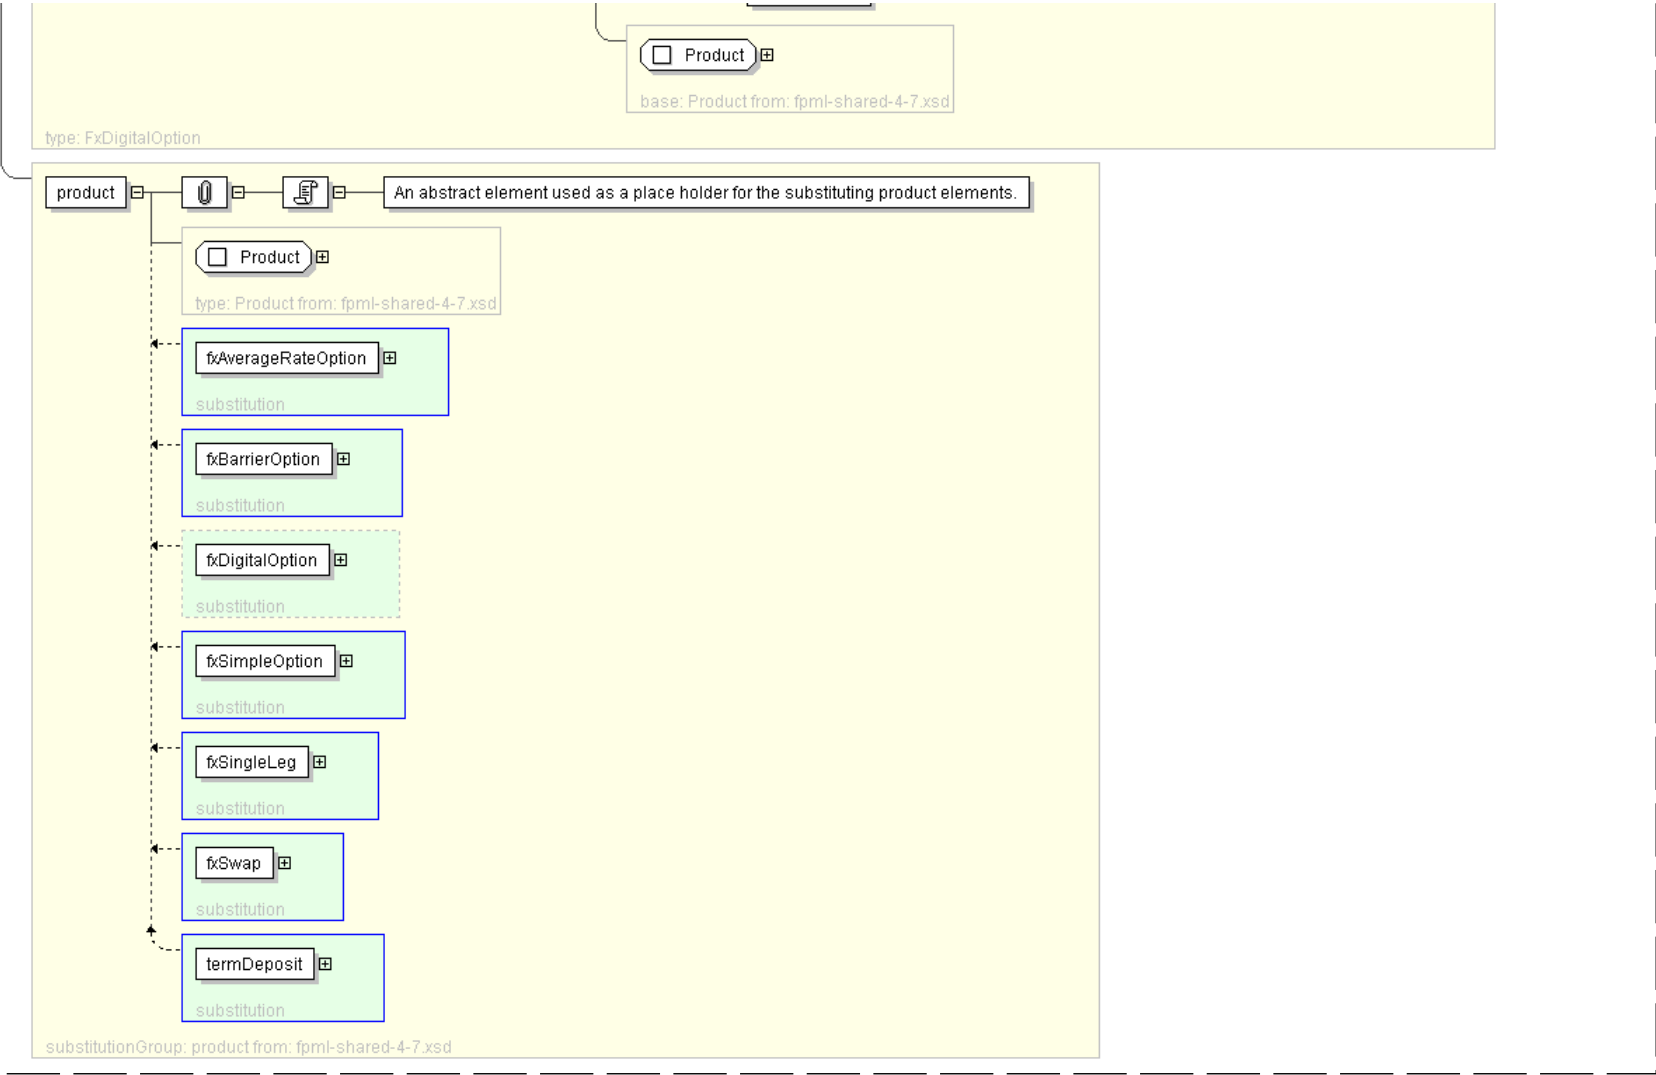 Product
base: Product from: fpml-shared-4-7.xsd
type: FxDigitalOption
product
An abstract element used as a place holder for the substituting product elements.
Product
type: Product from: fpml-shared-4-7.xsd
fxAverageRateOption
substitution
fxBarrierOption
substitution
fxDigitalOption
substitution
fxSimpleOption
substitution
fxSingleLeg
substitution
fxSwap
substitution
termDeposit
substitution
substitutionGroup: product from: fpml-shared-4-7.xsd